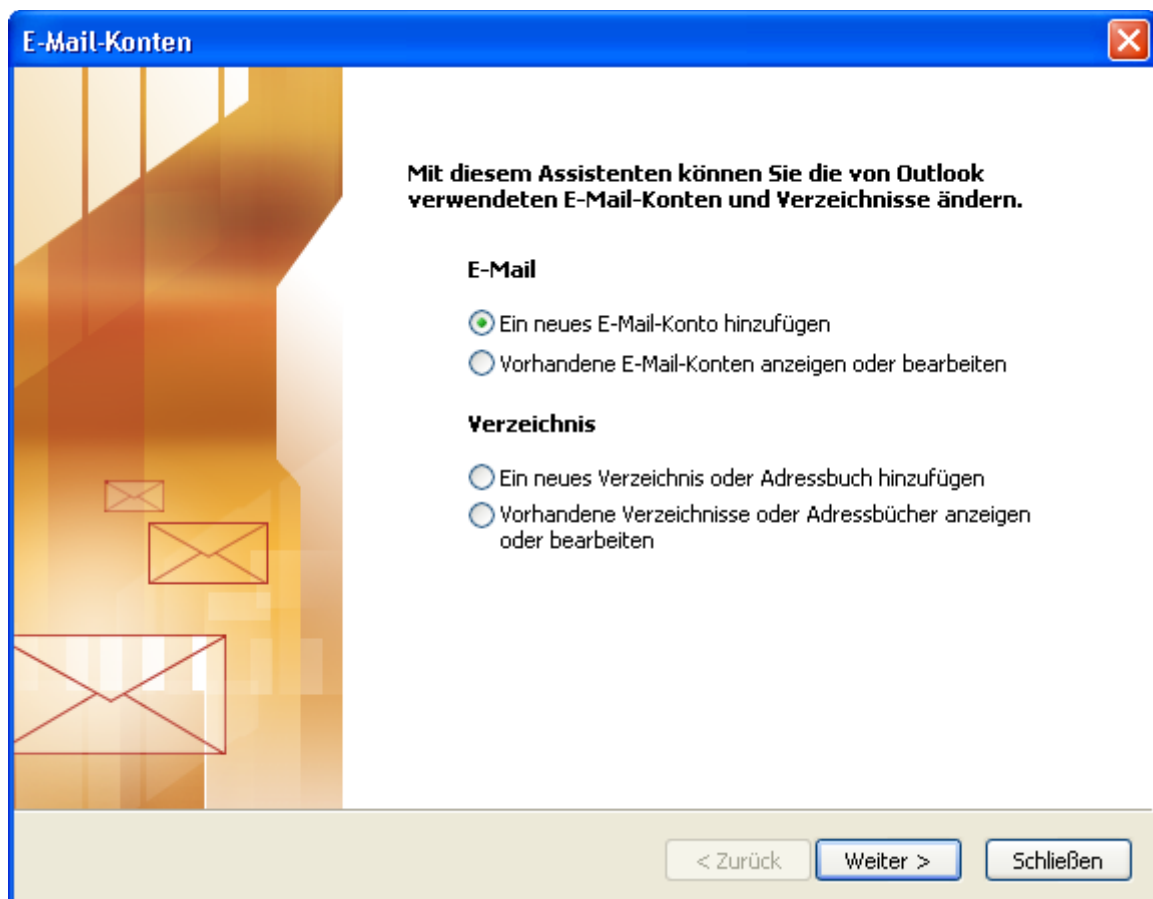 E-Mail-Konten
Mit diesem Assistenten können Sie die von Outlook
verwendeten E-Mail-Konten und Verzeichnisse ändern.
E-Mail
Ein neues E-Mail-Konto hinzufügen
Vorhandene E-Mail-Konten anzeigen oder bearbeiten
Verzeichnis
Ein neues Verzeichnis oder Adressbuch hinzufügen
Vorhandene Verzeichnisse oder Adressbücher anzeigen
oder bearbeiten
< Zurück Weiter > Schließen